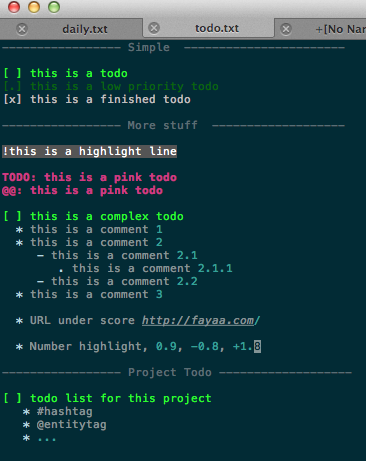 daily.txt todo.txt +[No Nar
----------------- Simple -------------------
[ ] this is a todo
[.] this is a low priority todo
[x] this is a finished todo
----------------- More stuff -------------------
!this is a highlight line
TODO: this is a pink todo
@@: this is a pink todo
[ ] this is a complex todo
* this is a comment 1
* this is a comment 2
- this is a comment 2.1
. this is a comment 2.1.1
- this is a comment 2.2
* this is a comment 3
* URL under score http://fayaa.com/
* Number highlight, 0.9, -0.8, +1.8
----------------- Project Todo -------------------
[ ] todo list for this project
* #hashtag
* @entitytag
* ...